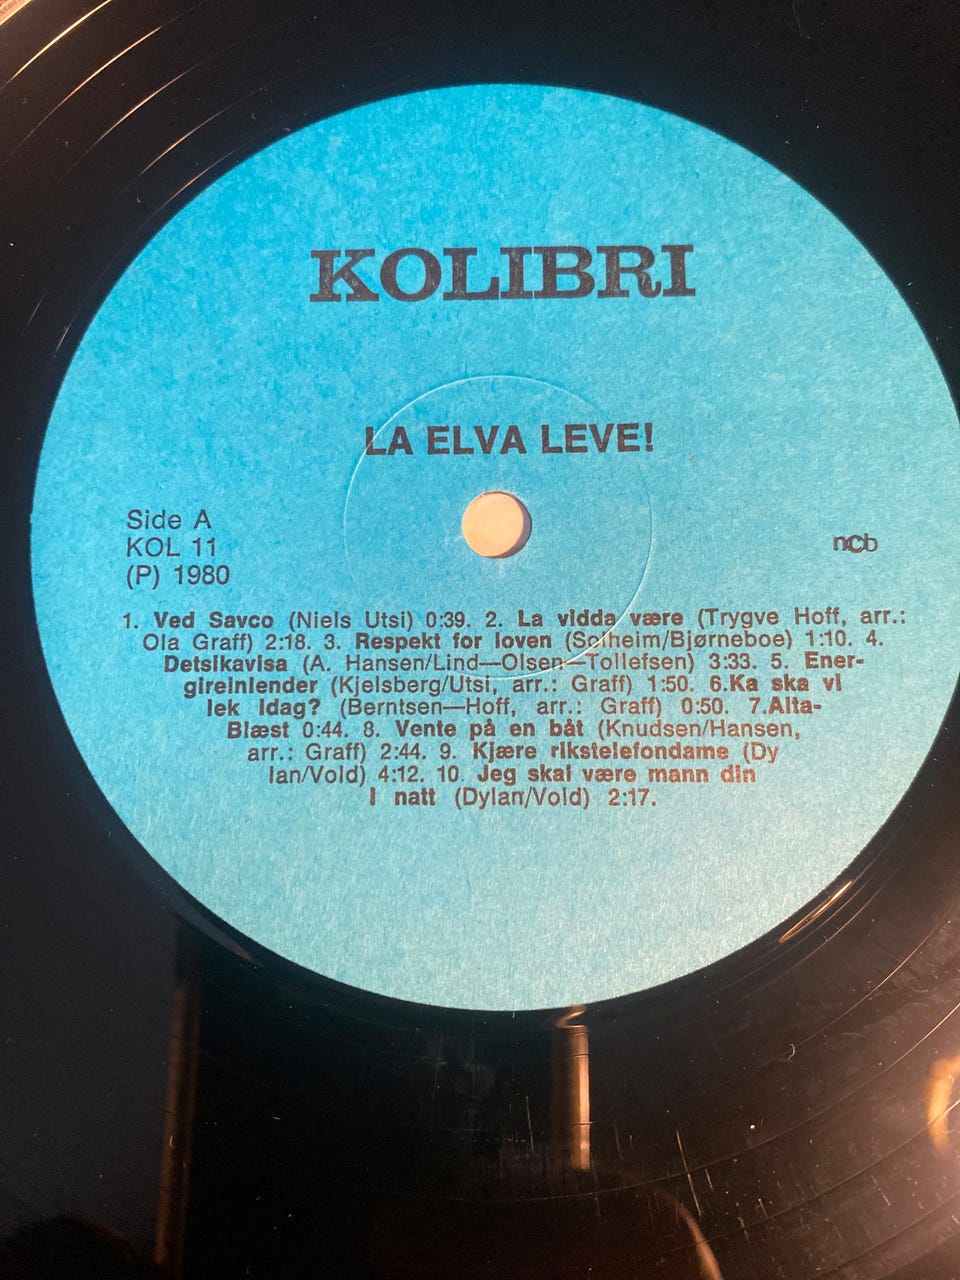 KOLIBRI
LA ELVA LEVE!
Side A
KOL 11
(P) 1980
ncb
1. Ved Savco (Niels Utsi) 0:39. 2. La vidda være (Trygve Hoff, arr.:
Ola Graff) 2:18. 3. Respekt for loven (Solheim/Bjørneboe) 1:10. 4.
Detsikavisa (A. Hansen/Lind—Olsen—Tollefsen) 3:33. 5. Ener-
gireinlender (Kjelsberg/Utsi, arr.: Graff) 1:50. 6.Ka ska vi
lek idag? (Berntsen—Hoff, arr.: Graff) 0:50. 7.Alta-
Blæst 0:44. 8. Vente på en båt (Knudsen/Hansen,
arr.: Graff) 2:44. 9. Kjære rikstelefondame (Dy
lan/Vold) 4:12. 10. Jeg skal være mann din
i natt (Dylan/Vold) 2:17.